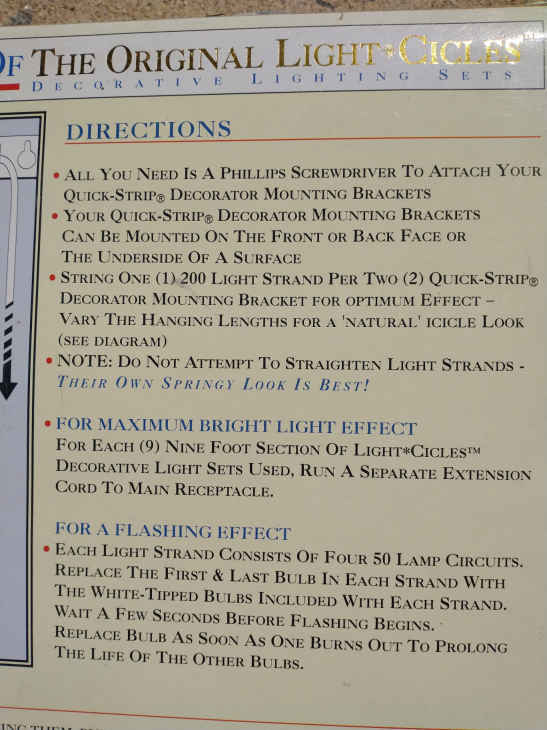 OF THE ORIGINAL LIGHT*CICLES™
DECORATIVE LIGHTING SETS
DIRECTIONS
• ALL YOU NEED IS A PHILLIPS SCREWDRIVER TO ATTACH YOUR
QUICK-STRIP® DECORATOR MOUNTING BRACKETS
• YOUR QUICK-STRIP® DECORATOR MOUNTING BRACKETS
CAN BE MOUNTED ON THE FRONT OR BACK FACE OR
THE UNDERSIDE OF A SURFACE
• STRING ONE (1) 200 LIGHT STRAND PER TWO (2) QUICK-STRIP®
DECORATOR MOUNTING BRACKET FOR OPTIMUM EFFECT –
VARY THE HANGING LENGTHS FOR A 'NATURAL' ICICLE LOOK
(SEE DIAGRAM)
• NOTE: DO NOT ATTEMPT TO STRAIGHTEN LIGHT STRANDS -
THEIR OWN SPRINGY LOOK IS BEST!
• FOR MAXIMUM BRIGHT LIGHT EFFECT
FOR EACH (9) NINE FOOT SECTION OF LIGHT*CICLES™
DECORATIVE LIGHT SETS USED, RUN A SEPARATE EXTENSION
CORD TO MAIN RECEPTACLE.
FOR A FLASHING EFFECT
• EACH LIGHT STRAND CONSISTS OF FOUR 50 LAMP CIRCUITS.
REPLACE THE FIRST & LAST BULB IN EACH STRAND WITH
THE WHITE-TIPPED BULBS INCLUDED WITH EACH STRAND.
WAIT A FEW SECONDS BEFORE FLASHING BEGINS.
REPLACE BULB AS SOON AS ONE BURNS OUT TO PROLONG
THE LIFE OF THE OTHER BULBS.